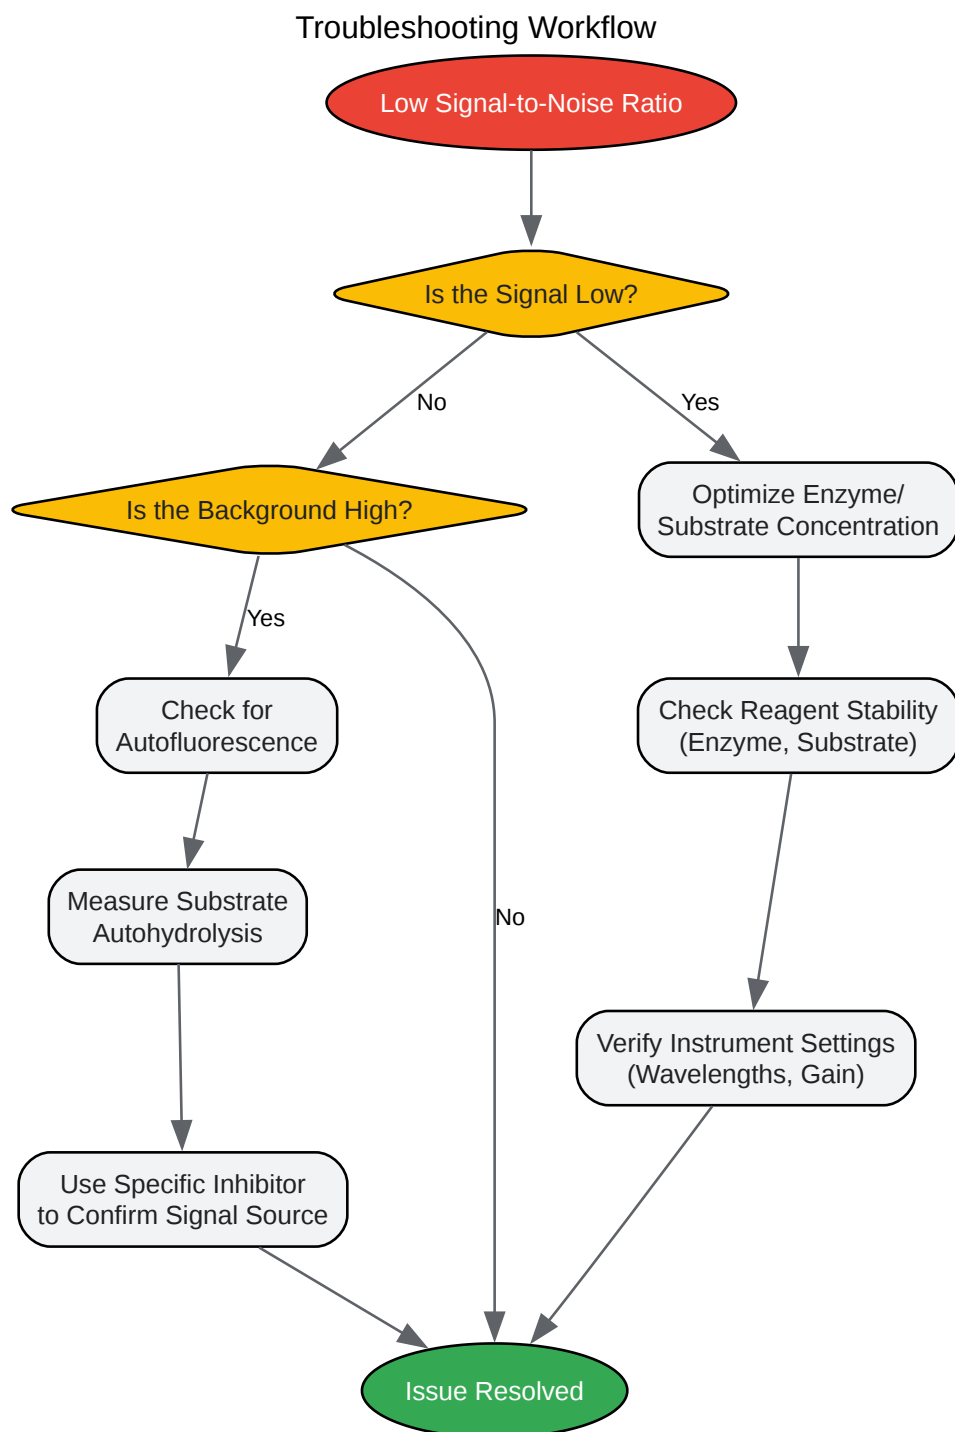 Troubleshooting Workflow
Low Signal-to-Noise Ratio
Is the Signal Low?
No
Yes
Is the Background High?
Optimize Enzyme/
Substrate Concentration
Yes
Check for
Autofluorescence
Check Reagent Stability
(Enzyme, Substrate)
Measure Substrate
Autohydrolysis
No
Verify Instrument Settings
(Wavelengths, Gain)
Use Specific Inhibitor
to Confirm Signal Source
Issue Resolved